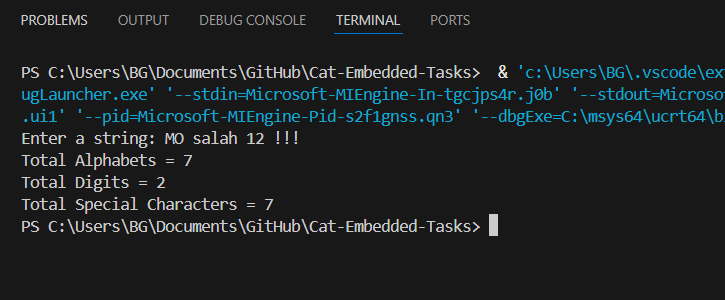 PROBLEMS OUTPUT DEBUG CONSOLE TERMINAL PORTS
PS C:\Users\BG\Documents\GitHub\Cat-Embedded-Tasks>  & 'c:\Users\BG\.vscode\ext
ugLauncher.exe' '--stdin=Microsoft-MIEngine-In-tgcjps4r.j0b' '--stdout=Microso
.ui1' '--pid=Microsoft-MIEngine-Pid-s2f1gnss.qn3' '--dbgExe=C:\msys64\ucrt64\b
Enter a string: MO salah 12 !!!
Total Alphabets = 7
Total Digits = 2
Total Special Characters = 7
PS C:\Users\BG\Documents\GitHub\Cat-Embedded-Tasks>